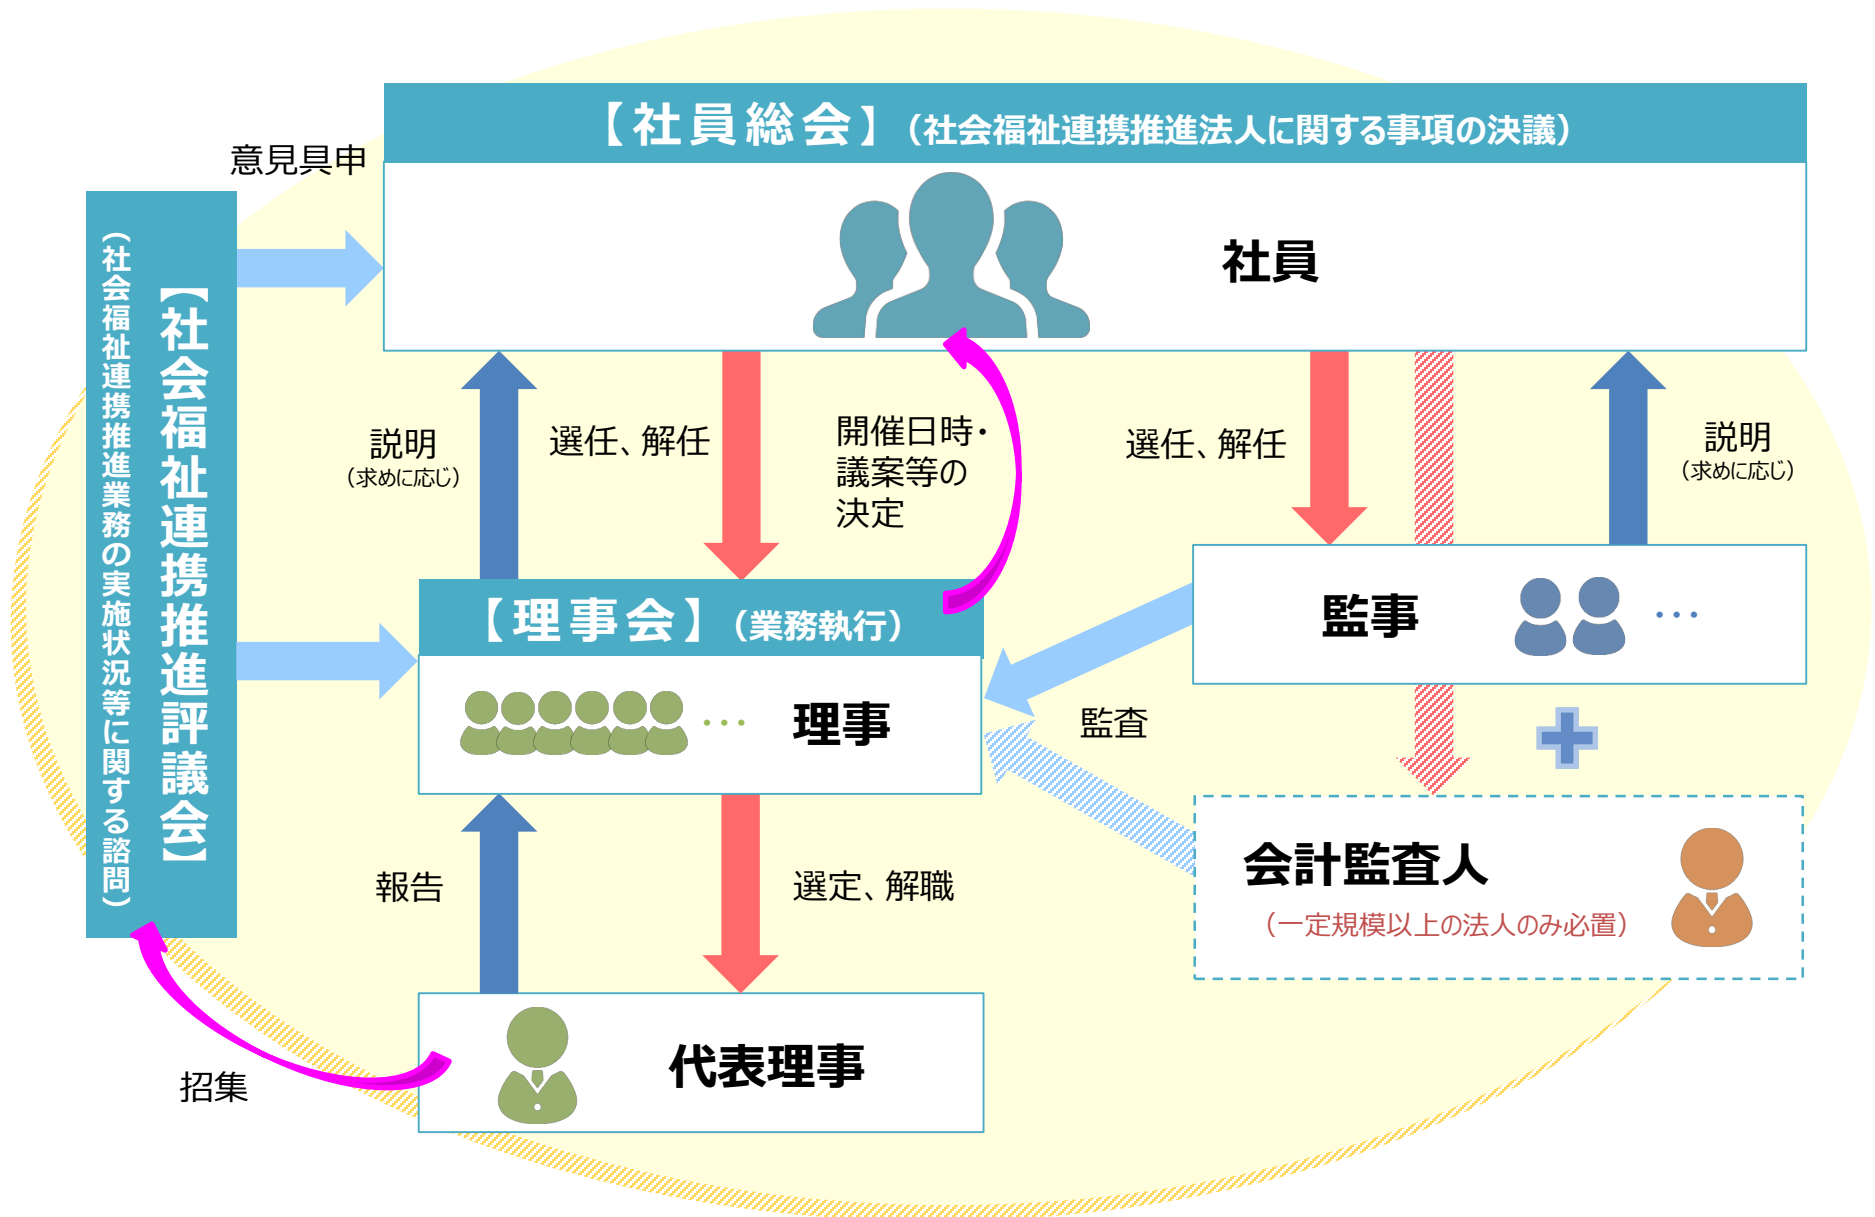 【社員総会】（社会福祉連携推進法人に関する事項の決議）
意見具申
社員
【社会福祉連携推進評議会】
（社会福祉連携推進業務の実施状況等に関する諮問）
説明
（求めに応じ）
選任、解任
開催日時・
議案等の
決定
選任、解任
説明
（求めに応じ）
【理事会】（業務執行）
理事
…
監事
…
監査
会計監査人
（一定規模以上の法人のみ必置）
報告
選定、解職
代表理事
招集